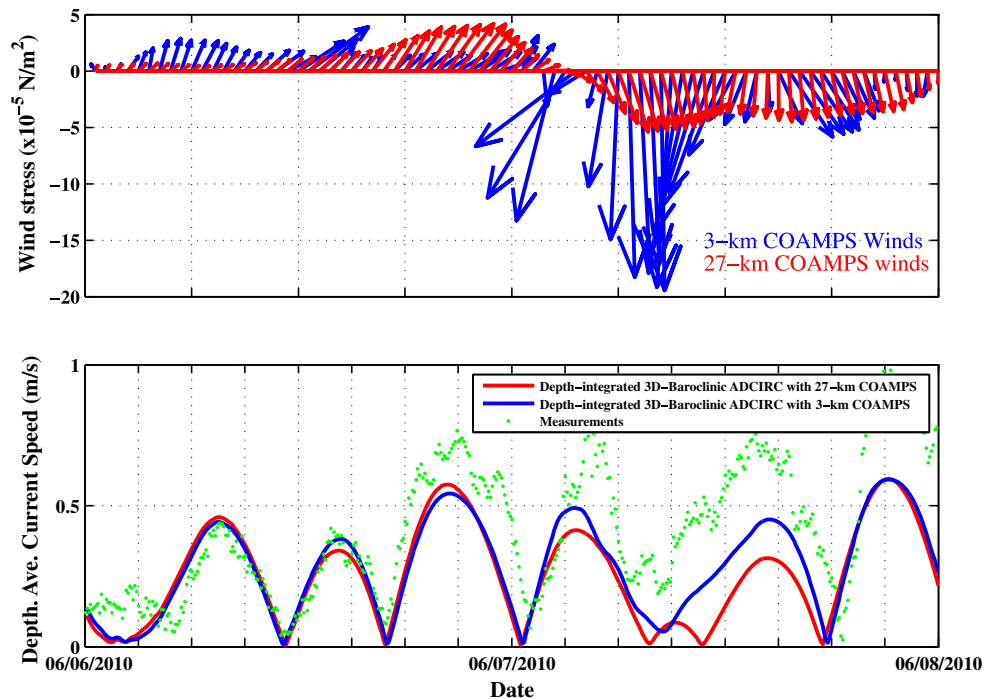 5
0
−5
−10
−15
−20
Wind stress (x10⁻⁵ N/m²)
3−km COAMPS Winds
27−km COAMPS winds
1
0.5
0
Depth. Ave. Current Speed (m/s)
Depth−integrated 3D−Baroclinic ADCIRC with 27−km COAMPS
Depth−integrated 3D−Baroclinic ADCIRC with 3−km COAMPS
Measurements
06/06/2010 06/07/2010 06/08/2010
Date